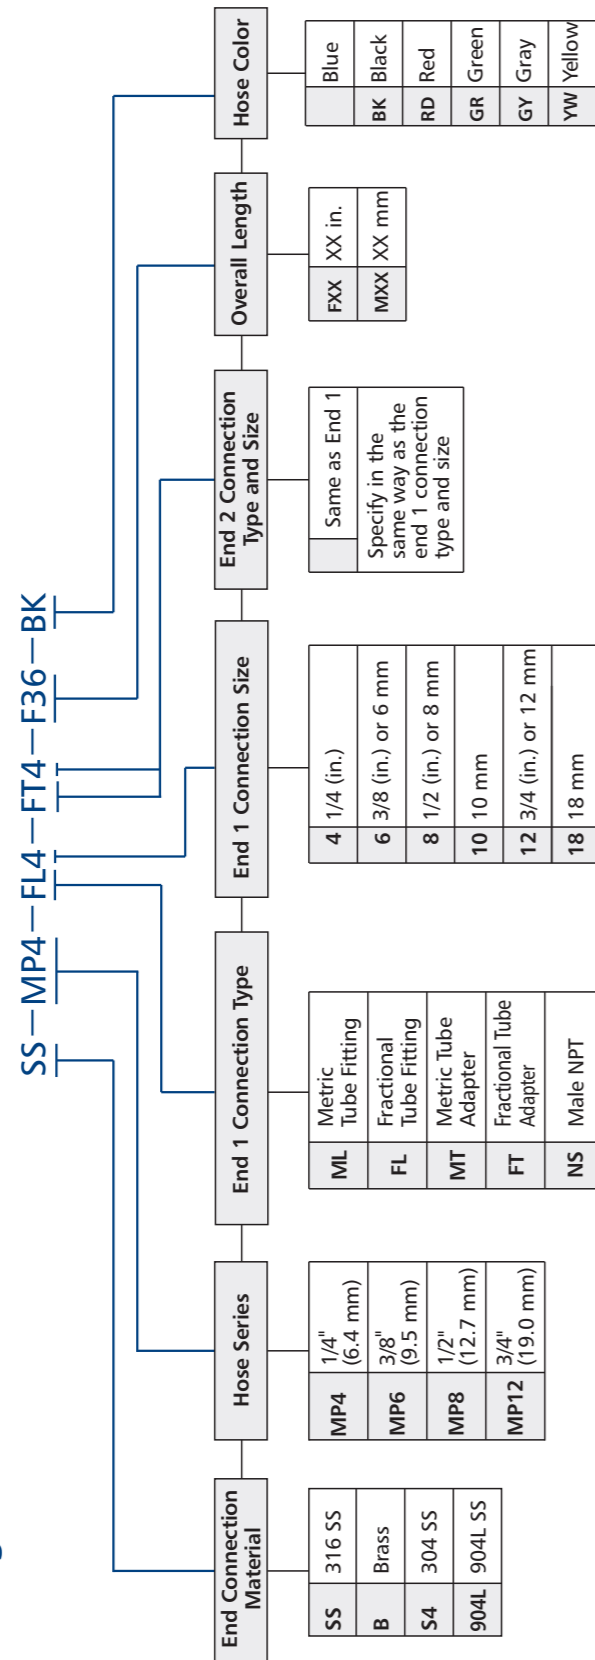 SS—MP4—FL4—FT4—F36—BK
End Connection
Material
SS 316 SS
B Brass
S4 304 SS
904L 904L SS
Hose Series
MP4 1/4"
(6.4 mm)
MP6 3/8"
(9.5 mm)
MP8 1/2"
(12.7 mm)
MP12 3/4"
(19.0 mm)
End 1 Connection Type
ML Metric
Tube Fitting
FL Fractional
Tube Fitting
MT Metric Tube
Adapter
FT Fractional Tube
Adapter
NS Male NPT
End 1 Connection Size
4 1/4 (in.)
6 3/8 (in.) or 6 mm
8 1/2 (in.) or 8 mm
10 10 mm
12 3/4 (in.) or 12 mm
18 18 mm
End 2 Connection
Type and Size
Same as End 1
Specify in the
same way as the
end 1 connection
type and size
Overall Length
FXX XX in.
MXX XX mm
Hose Color
Blue
BK Black
RD Red
GR Green
GY Gray
YW Yellow